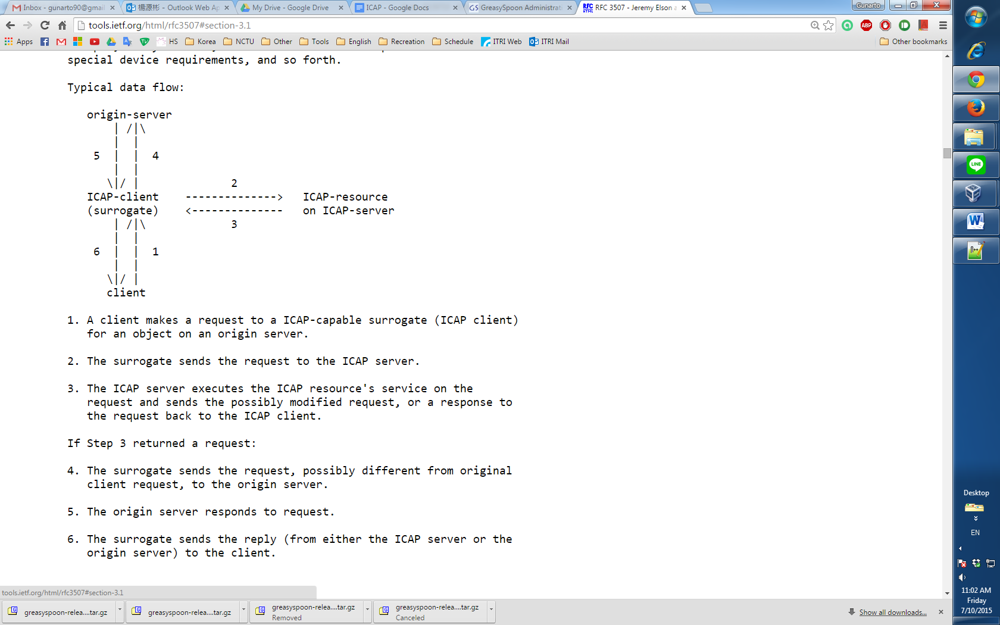 Inbox - gunarto90@gmail
楊源彬 - Outlook Web Ap
My Drive - Google Drive
ICAP - Google Docs
GS GreasySpoon Administrati
RFC HTML RFC 3507 - Jeremy Elson a
Gunarto
tools.ietf.org/html/rfc3507#section-3.1
ABP
Apps
HS
Korea
NCTU
Other
Tools
English
Recreation
Schedule
ITRI Web
ITRI Mail
Other bookmarks
special device requirements, and so forth.
Typical data flow:
origin-server
| /|\
| |
5 | | 4
| |
\|/ | 2
ICAP-client --------------> ICAP-resource
(surrogate) <-------------- on ICAP-server
| /|\ 3
| |
6 | | 1
| |
\|/ |
client
1. A client makes a request to a ICAP-capable surrogate (ICAP client)
for an object on an origin server.
2. The surrogate sends the request to the ICAP server.
3. The ICAP server executes the ICAP resource's service on the
request and sends the possibly modified request, or a response to
the request back to the ICAP client.
If Step 3 returned a request:
4. The surrogate sends the request, possibly different from original
client request, to the origin server.
5. The origin server responds to request.
6. The surrogate sends the reply (from either the ICAP server or the
origin server) to the client.
tools.ietf.org/html/rfc3507#section-3.1
greasyspoon-relea....tar.gz
greasyspoon-relea....tar.gz
greasyspoon-relea....tar.gz
Removed
greasyspoon-relea....tar.gz
Canceled
Show all downloads...
LINE
W
Desktop
EN
11:02 AM
Friday
7/10/2015